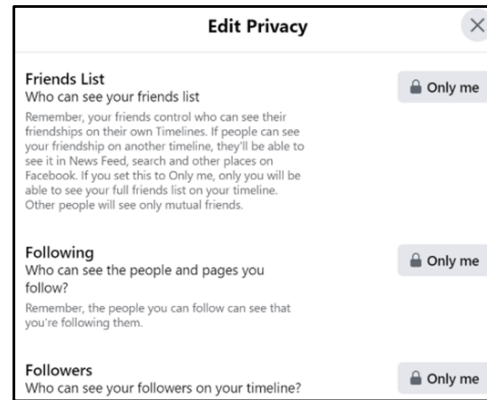 Edit Privacy
Friends List
Only me
Who can see your friends list
Remember, your friends control who can see their
friendships on their own Timelines. If people can see
your friendship on another timeline, they'll be able to
see it in News Feed, search and other places on
Facebook. If you set this to Only me, only you will be
able to see your full friends list on your timeline.
Other people will see only mutual friends.
Following
Only me
Who can see the people and pages you
follow?
Remember, the people you can follow can see that
you're following them.
Followers
Only me
Who can see your followers on your timeline?